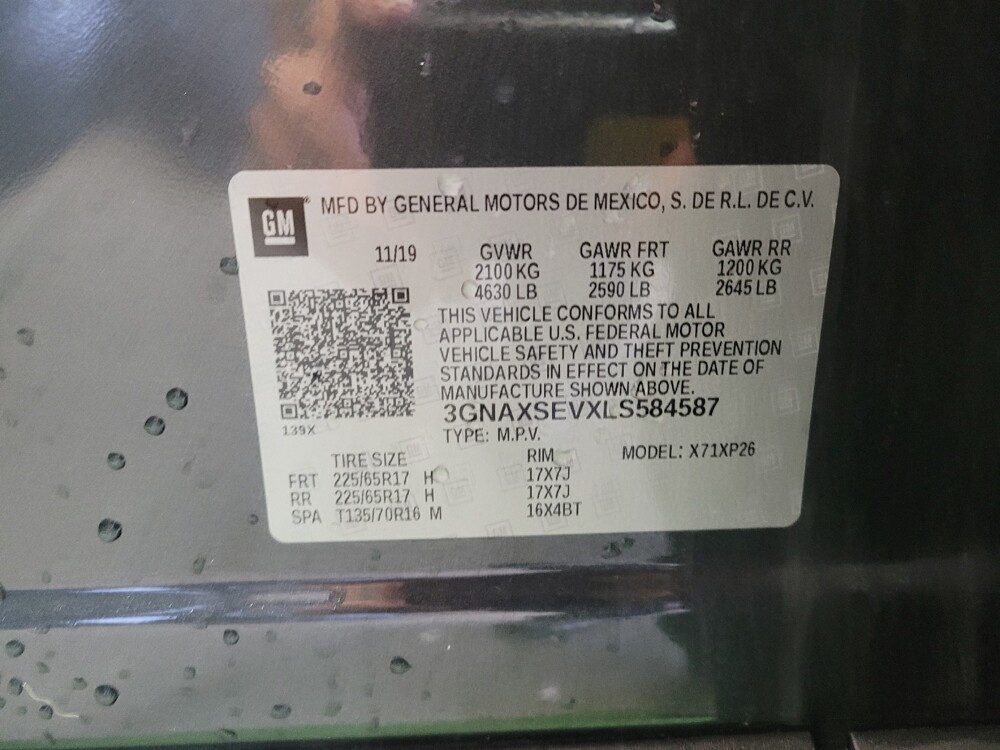 GM
MFD BY GENERAL MOTORS DE MEXICO, S. DE R.L. DE C.V.
11/19 GVWR GAWR FRT GAWR RR
2100 KG 1175 KG 1200 KG
4630 LB 2590 LB 2645 LB
THIS VEHICLE CONFORMS TO ALL
APPLICABLE U.S. FEDERAL MOTOR
VEHICLE SAFETY AND THEFT PREVENTION
STANDARDS IN EFFECT ON THE DATE OF
MANUFACTURE SHOWN ABOVE.
3GNAXSEVXLS584587
139X
TYPE: M.P.V.
TIRE SIZE RIM MODEL: X71XP26
FRT 225/65R17 H 17X7J
RR 225/65R17 H 17X7J
SPA T135/70R16 M 16X4BT